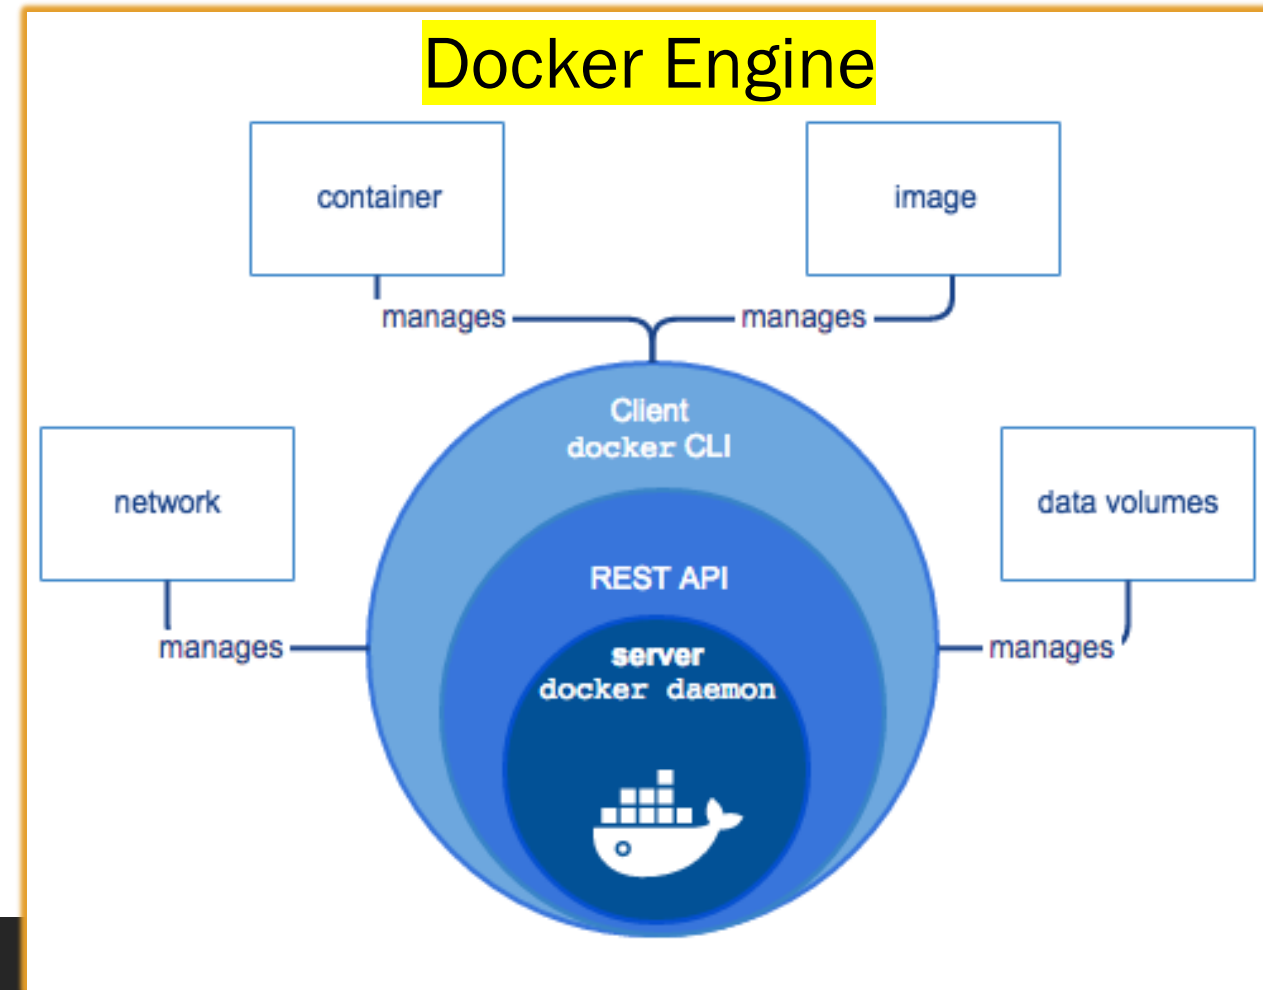 Docker Engine
container
image
manages
manages
Client
docker CLI
network
data volumes
REST API
manages
manages
server
docker daemon